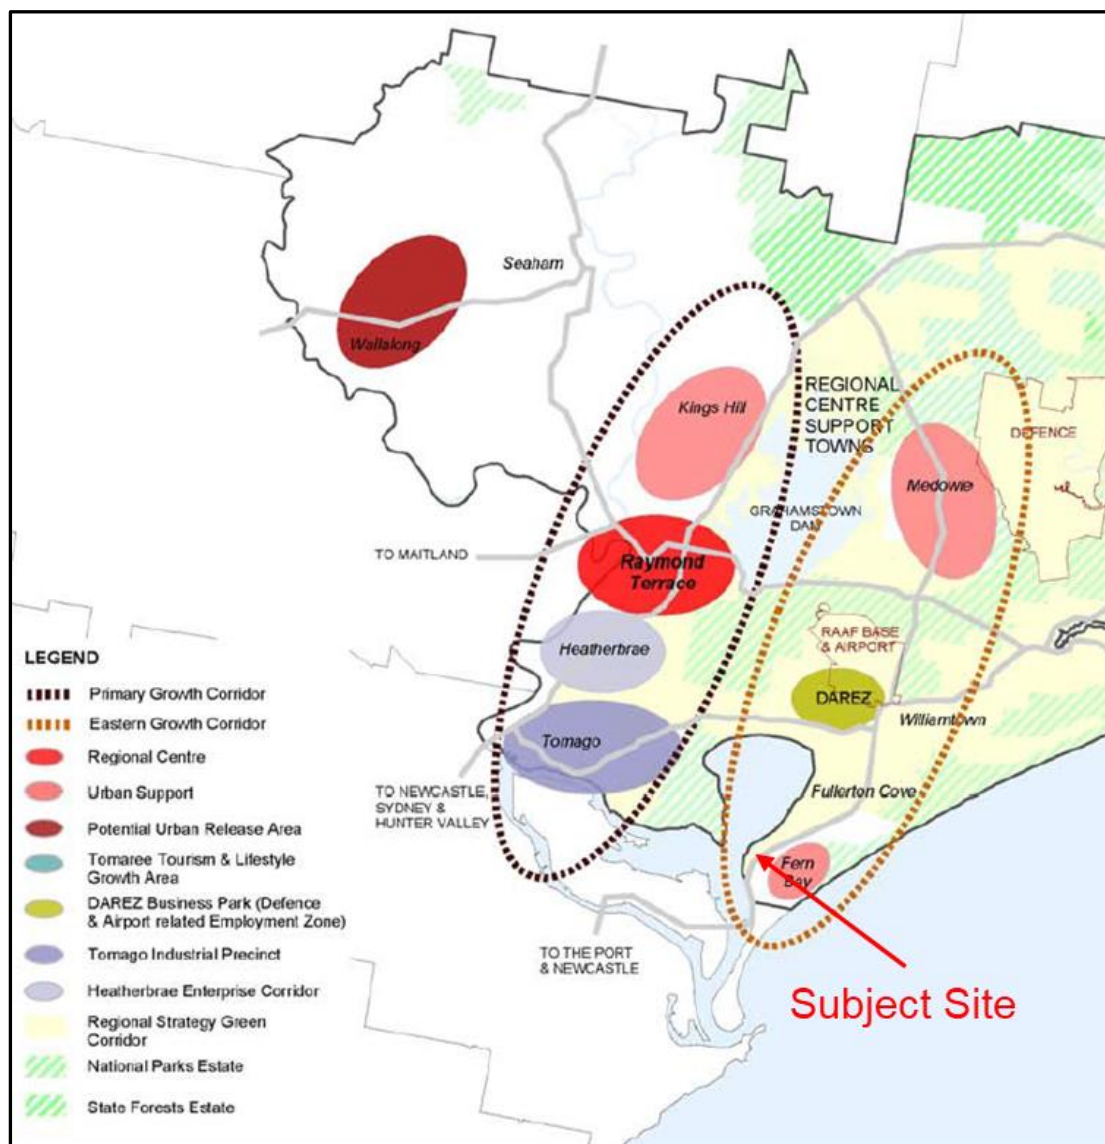 Seaham
Wallalong
Kings Hill
REGIONAL
CENTRE
SUPPORT
TOWNS
DEFENCE
Medowie
GRAHAMSTOWN
DAM
TO MAITLAND
Raymond
Terrace
RAAF BASE
& AIRPORT
Heatherbrae
DAREZ
Williamtown
Tomago
TO NEWCASTLE,
SYDNEY &
HUNTER VALLEY
Fullerton Cove
Fern
Bay
TO THE PORT
& NEWCASTLE
Subject Site
LEGEND
Primary Growth Corridor
Eastern Growth Corridor
Regional Centre
Urban Support
Potential Urban Release Area
Tomaree Tourism & Lifestyle
Growth Area
DAREZ Business Park (Defence
& Airport related Employment Zone)
Tomago Industrial Precinct
Heatherbrae Enterprise Corridor
Regional Strategy Green
Corridor
National Parks Estate
State Forests Estate